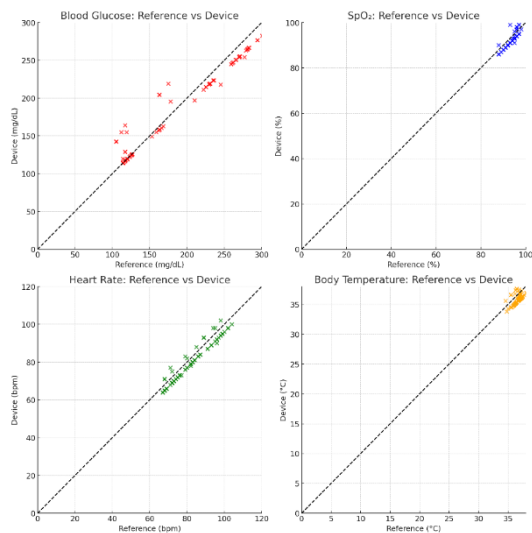 Blood Glucose: Reference vs Device
300
250
200
150
100
50
0
Device (mg/dL)
0 50 100 150 200 250 300
Reference (mg/dL)
SpO₂: Reference vs Device
100
80
60
40
20
0
Device (%)
0 20 40 60 80 100
Reference (%)
Heart Rate: Reference vs Device
120
100
80
60
40
20
0
Device (bpm)
0 20 40 60 80 100 120
Reference (bpm)
Body Temperature: Reference vs Device
35
30
25
20
15
10
5
0
Device (°C)
0 5 10 15 20 25 30 35
Reference (°C)